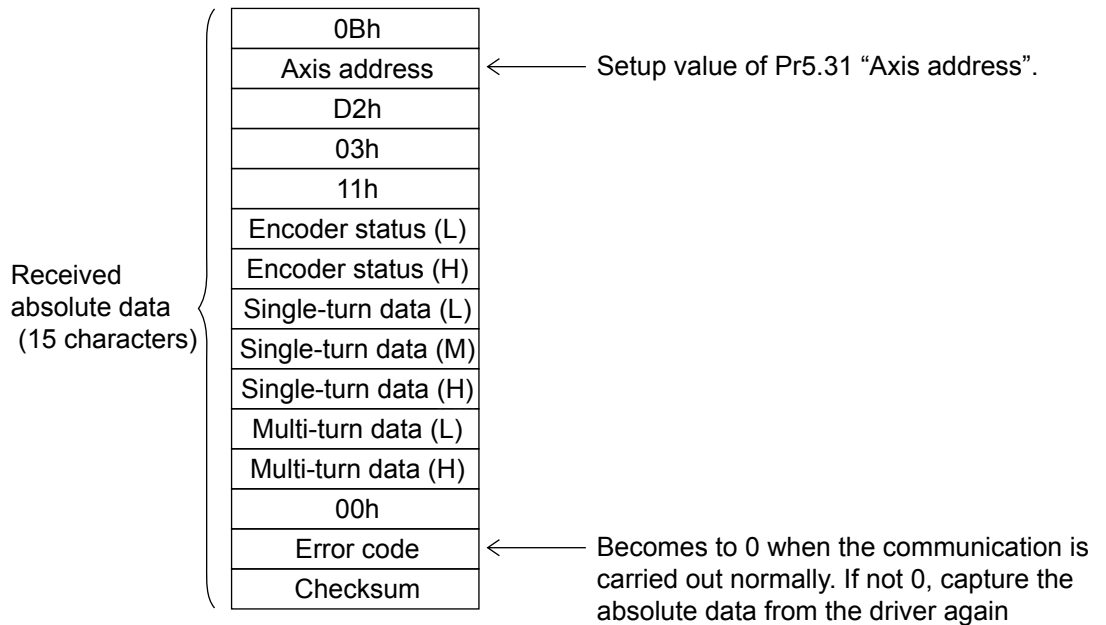 0Bh
Axis address
Setup value of Pr5.31 “Axis address”.
D2h
03h
11h
Encoder status (L)
Encoder status (H)
Received
absolute data
(15 characters)
Single-turn data (L)
Single-turn data (M)
Single-turn data (H)
Multi-turn data (L)
Multi-turn data (H)
00h
Error code
Becomes to 0 when the communication is
carried out normally. If not 0, capture the
absolute data from the driver again
Checksum